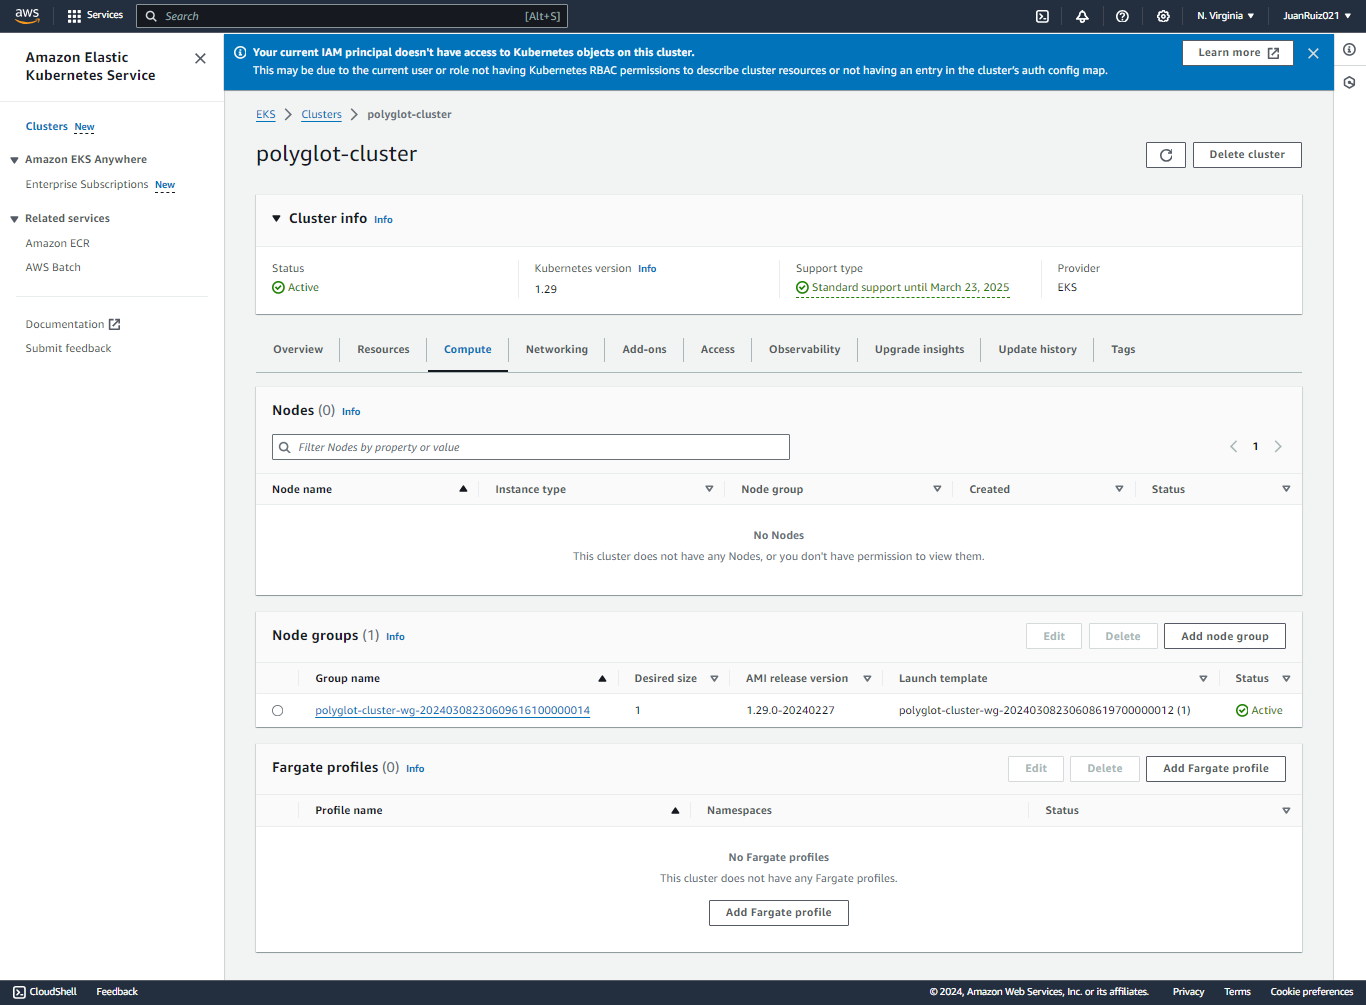 aws
Services
Search
[Alt+S]
N. Virginia
JuanRuiz021
Amazon Elastic
Kubernetes Service
Clusters New
Amazon EKS Anywhere
Enterprise Subscriptions New
Related services
Amazon ECR
AWS Batch
Documentation
Submit feedback
Your current IAM principal doesn't have access to Kubernetes objects on this cluster.
This may be due to the current user or role not having Kubernetes RBAC permissions to describe cluster resources or not having an entry in the cluster's auth config map.
Learn more
EKS Clusters polyglot-cluster
polyglot-cluster
Delete cluster
Cluster info Info
Status
Active
Kubernetes version Info
1.29
Support type
Standard support until March 23, 2025
Provider
EKS
Overview Resources Compute Networking Add-ons Access Observability Upgrade insights Update history Tags
Nodes (0) Info
Filter Nodes by property or value
1
Node name Instance type Node group Created Status
No Nodes
This cluster does not have any Nodes, or you don't have permission to view them.
Node groups (1) Info
Edit Delete Add node group
Group name Desired size AMI release version Launch template Status
polyglot-cluster-wg-20240308230609616100000014 1 1.29.0-20240227 polyglot-cluster-wg-20240308230608619700000012 (1) Active
Fargate profiles (0) Info
Edit Delete Add Fargate profile
Profile name Namespaces Status
No Fargate profiles
This cluster does not have any Fargate profiles.
Add Fargate profile
CloudShell Feedback
© 2024, Amazon Web Services, Inc. or its affiliates. Privacy Terms Cookie preferences